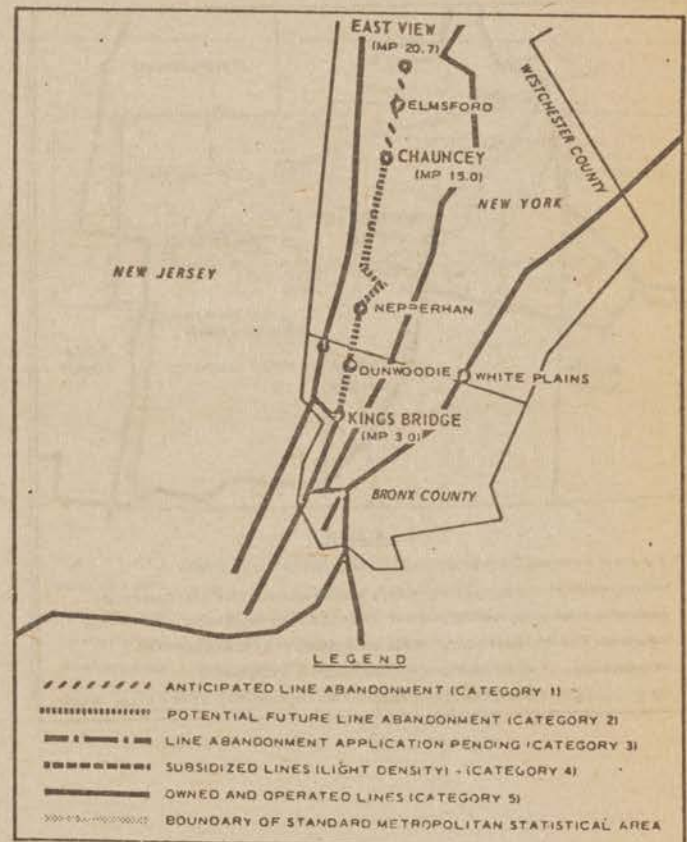 EAST VIEW
(MP 20.7)
ELMSFORD
CHAUNCEY
(MP 15.0)
WESTCHESTER COUNTY
NEW YORK
NEW JERSEY
NEPPERHAN
DUNWOODIE
WHITE PLAINS
KINGS BRIDGE
(MP 3.0)
BRONX COUNTY
LEGEND
ANTICIPATED LINE ABANDONMENT (CATEGORY 1)
POTENTIAL FUTURE LINE ABANDONMENT (CATEGORY 2)
LINE ABANDONMENT APPLICATION PENDING (CATEGORY 3)
SUBSIDIZED LINES (LIGHT DENSITY) - (CATEGORY 4)
OWNED AND OPERATED LINES (CATEGORY 5)
BOUNDARY OF STANDARD METROPOLITAN STATISTICAL AREA